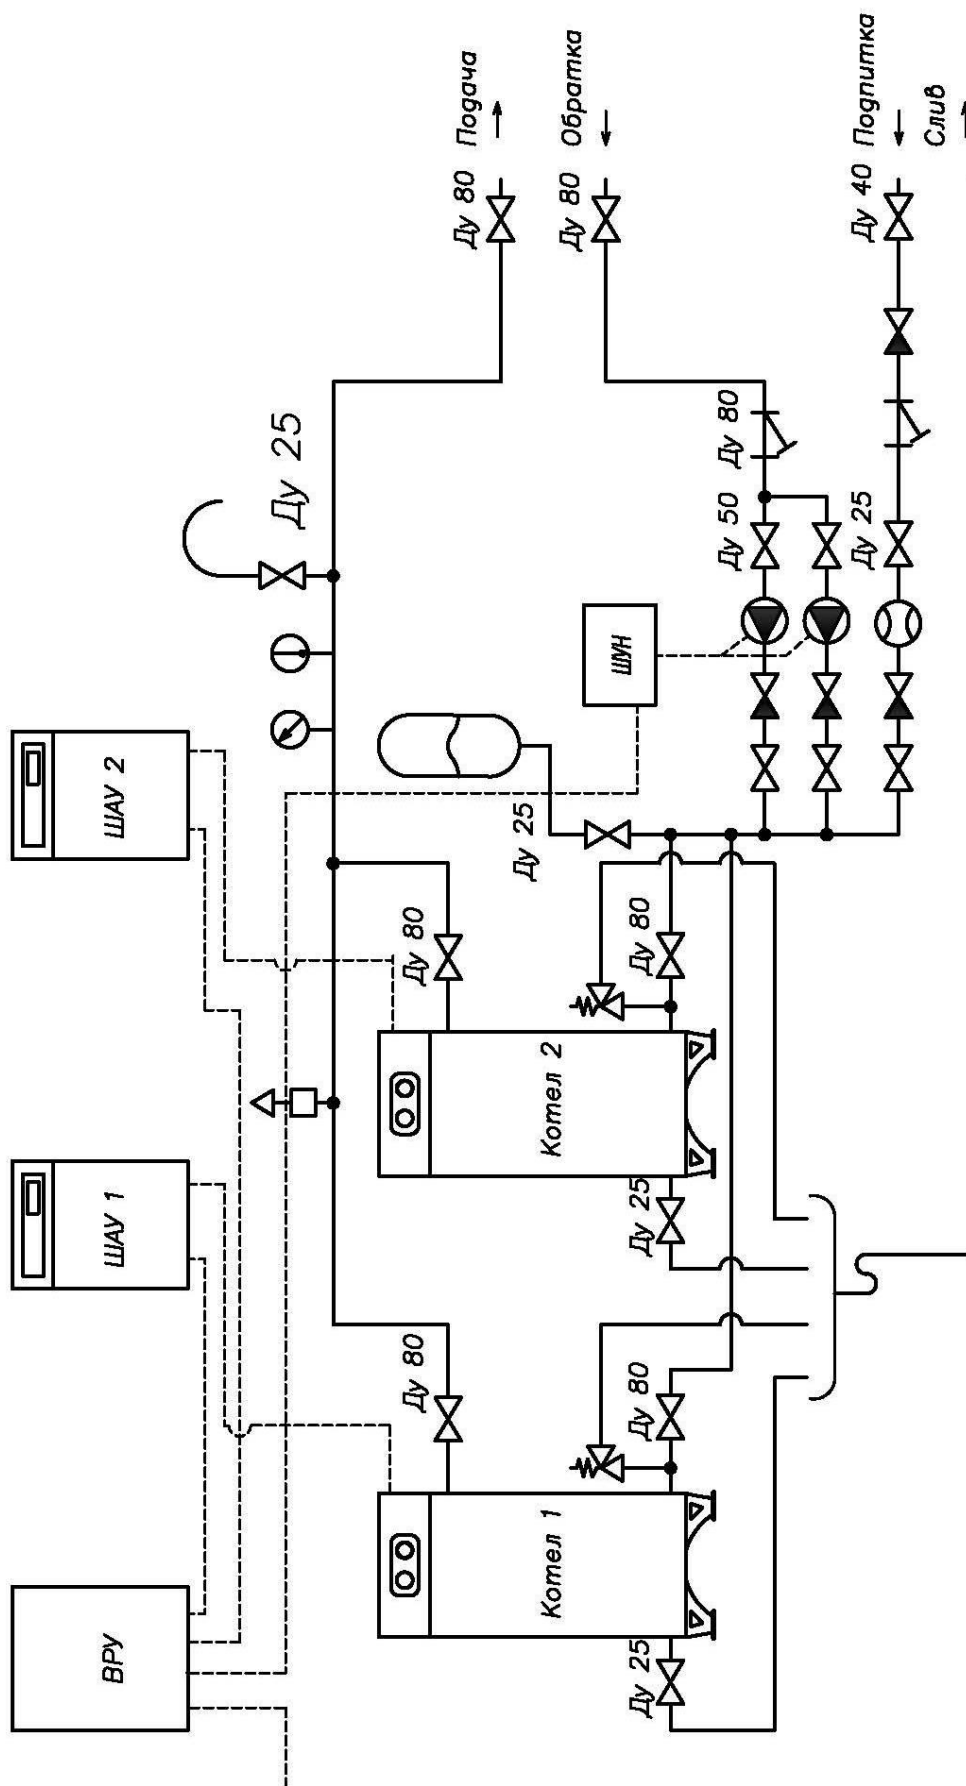 ВРУ
ШАУ 1
ШАУ 2
Ду 25
Ду 80
Ду 80
Ду 80 Подача
Ду 25
Котел 1
Котел 2
Ду 80 Обратка
ШУН
Ду 25
Ду 80
Ду 25
Ду 80
Ду 50
Ду 80
Ду 25
Ду 40 Подпитка
Слив